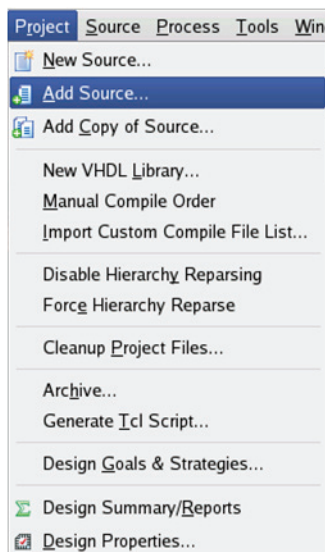 Project Source Process Tools Win
New Source...
Add Source...
Add Copy of Source...
New VHDL Library...
Manual Compile Order
Import Custom Compile File List...
Disable Hierarchy Reparsing
Force Hierarchy Reparse
Cleanup Project Files...
Archive...
Generate Tcl Script...
Design Goals & Strategies...
Design Summary/Reports
Design Properties...